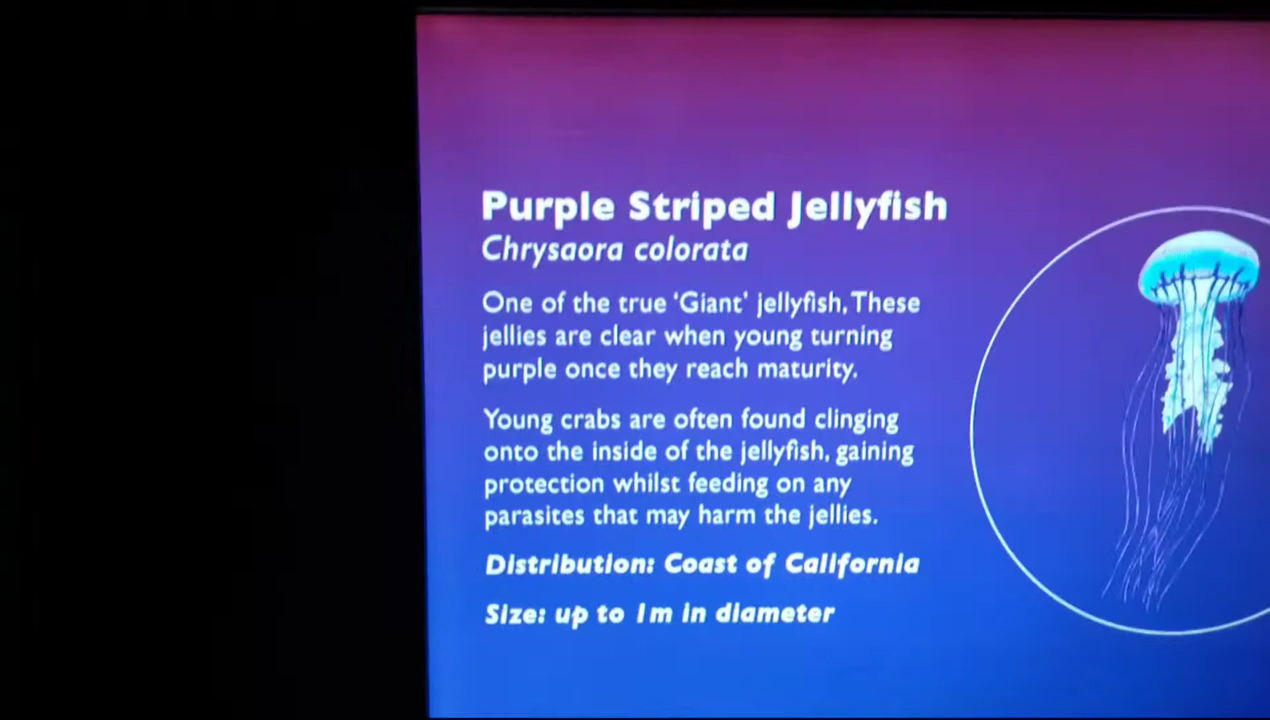 Purple Striped Jellyfish
Chrysaora colorata
One of the true ‘Giant’ jellyfish, These
jellies are clear when young turning
purple once they reach maturity.
Young crabs are often found clinging
onto the inside of the jellyfish, gaining
protection whilst feeding on any
parasites that may harm the jellies.
Distribution: Coast of California
Size: up to 1m in diameter